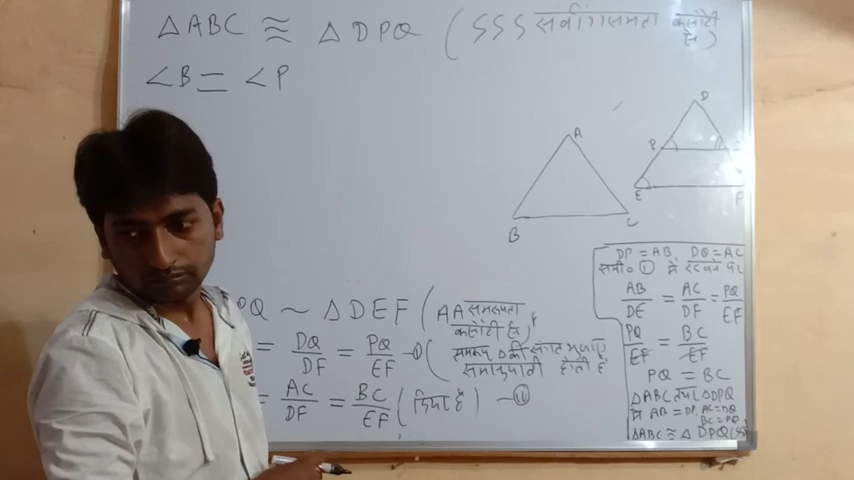 △ABC ≅ △DPQ (SSS सर्वांगसमता कसौटी से)
∠B = ∠P
D
A
P
E
F
B
C
PQ ~ △DEF (AA समरूपता
कसौटी से)
= DQ/DF = PQ/EF —① (समरूप △ की संगत भुजाएँ
समानुपाती होती हैं
= AC/DF = BC/EF (दिया है) —⑪
DP = AB, DQ = AC
समी० ① में रखने पर
AB/DE = AC/DF = PQ/EF
PQ/EF = BC/EF
PQ = BC
△ABC तथा △DPQ
में AB = DP, AC = DQ
BC = PQ
△ABC ≅ △DPQ (SS